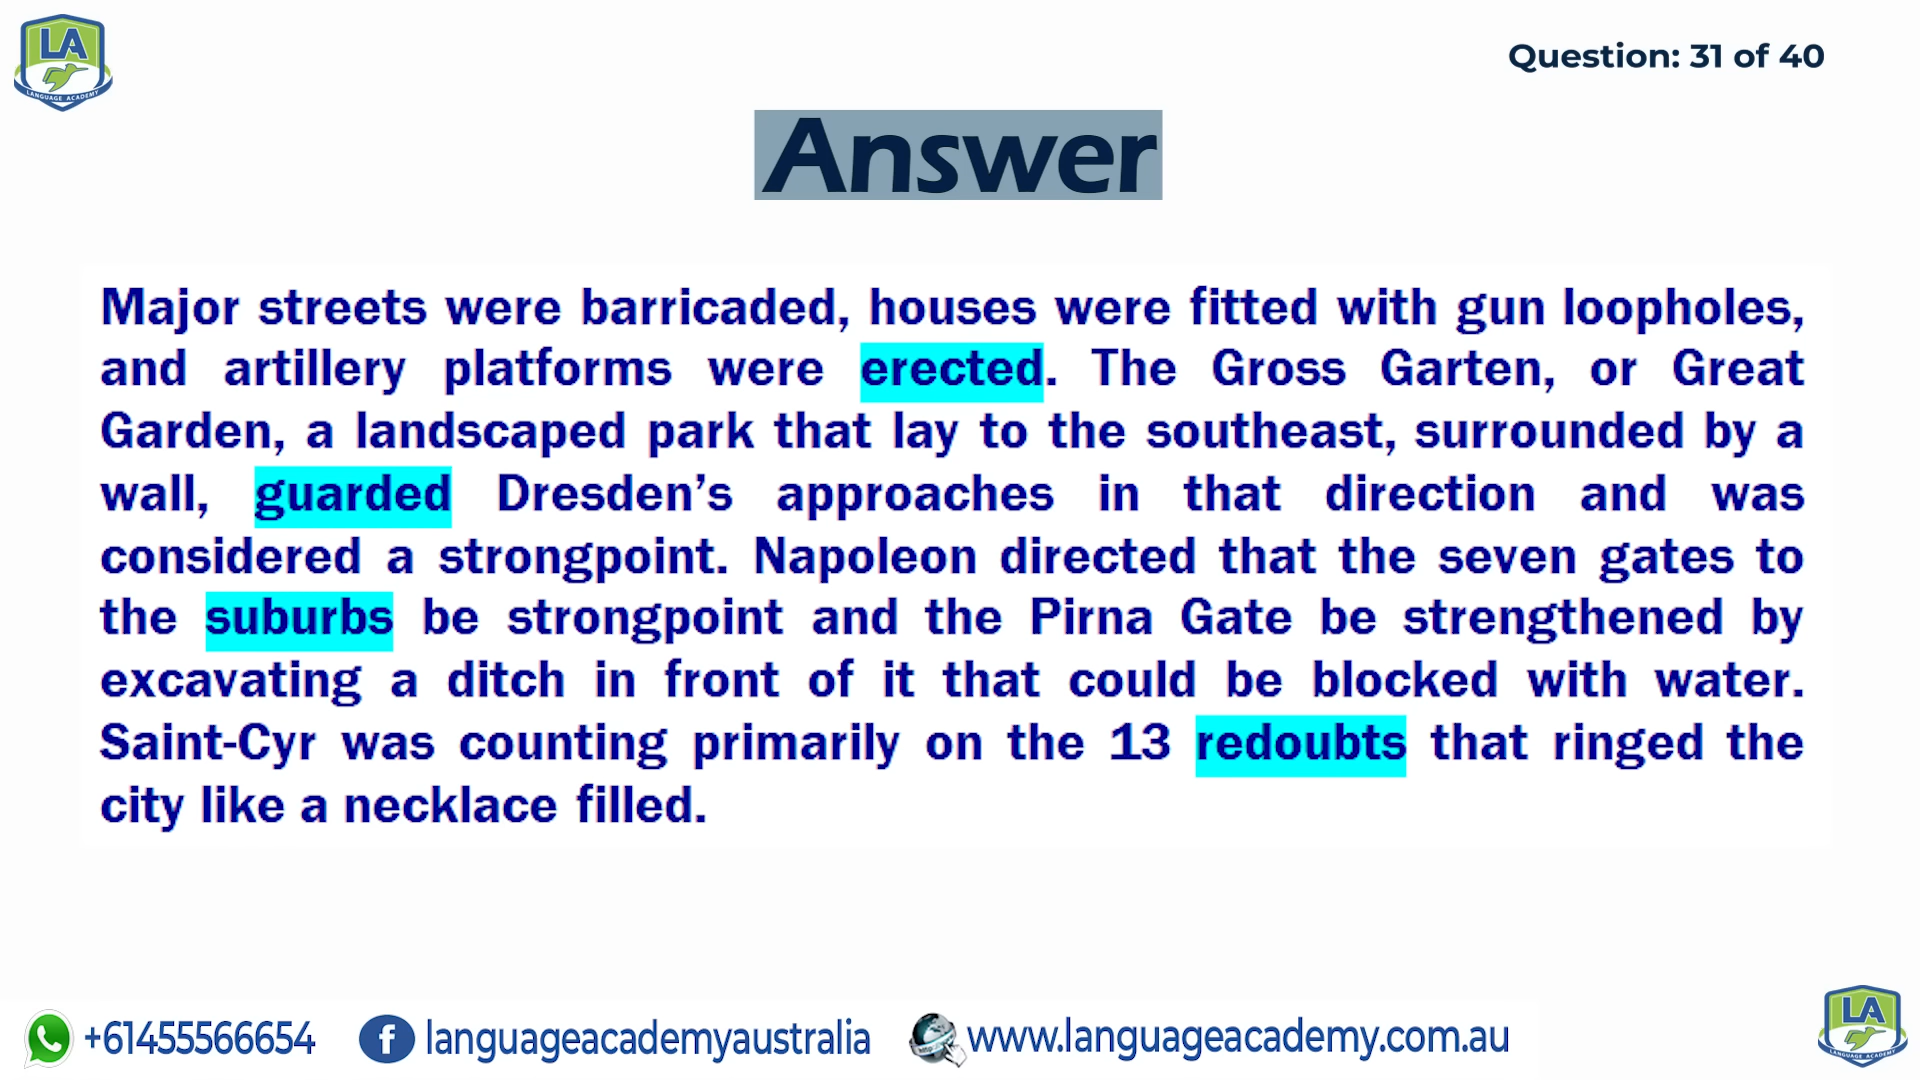 LA
LANGUAGE ACADEMY
Question: 31 of 40
Answer
Major streets were barricaded, houses were fitted with gun loopholes,
and artillery platforms were erected. The Gross Garten, or Great
Garden, a landscaped park that lay to the southeast, surrounded by a
wall, guarded Dresden’s approaches in that direction and was
considered a strongpoint. Napoleon directed that the seven gates to
the suburbs be strongpoint and the Pirna Gate be strengthened by
excavating a ditch in front of it that could be blocked with water.
Saint-Cyr was counting primarily on the 13 redoubts that ringed the
city like a necklace filled.
+61455566654
languageacademyaustralia
www.languageacademy.com.au
LA
LANGUAGE ACADEMY